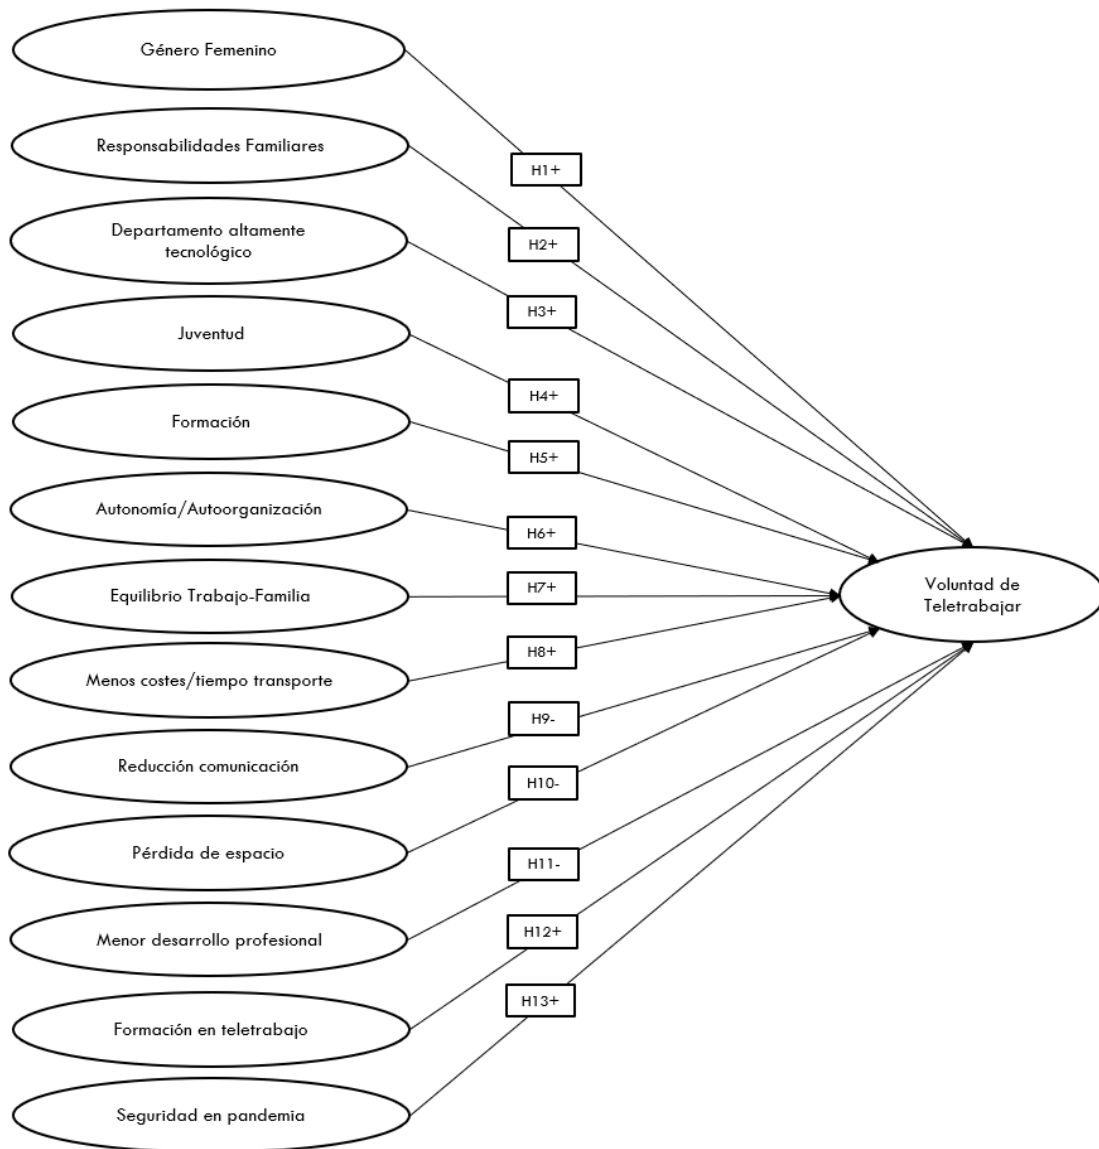 Género Femenino
Responsabilidades Familiares
H1+
Departamento altamente
tecnológico
H2+
H3+
Juventud
H4+
Formación
H5+
Autonomía/Autoorganización
H6+
Equilibrio Trabajo-Familia
H7+
Voluntad de
Teletrabajar
Menos costes/tiempo transporte
H8+
Reducción comunicación
H9-
Pérdida de espacio
H10-
Menor desarrollo profesional
H11-
H12+
Formación en teletrabajo
H13+
Seguridad en pandemia